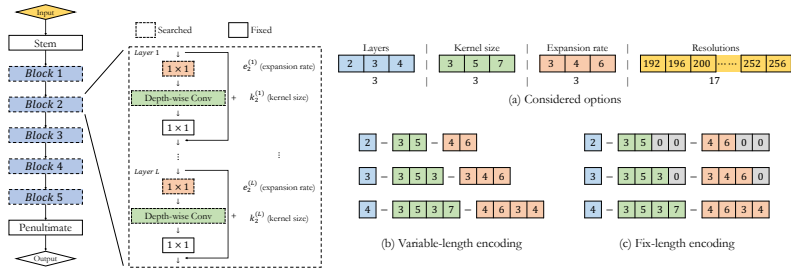 Input
Stem
Block 1
Block 2
Block 3
Block 4
Block 5
Penultimate
Output
Searched
Fixed
Layer 1
1 × 1
e₂⁽¹⁾ (expansion rate)
Depth-wise Conv + k₂⁽¹⁾ (kernel size)
1 × 1
⋮ ⋮
Layer L
1 × 1
e₂⁽ᴸ⁾ (expansion rate)
Depth-wise Conv + k₂⁽ᴸ⁾ (kernel size)
1 × 1
Layers | Kernel size | Expansion rate | Resolutions
2 3 4 | 3 5 7 | 3 4 6 | 192 196 200 ⋯⋯ 252 256
3 3 3 17
(a) Considered options
2 − 3 5 − 4 6
3 − 3 5 3 − 3 4 6
4 − 3 5 3 7 − 4 6 3 4
(b) Variable-length encoding
2 − 3 5 0 0 − 4 6 0 0
3 − 3 5 3 0 − 3 4 6 0
4 − 3 5 3 7 − 4 6 3 4
(c) Fix-length encoding